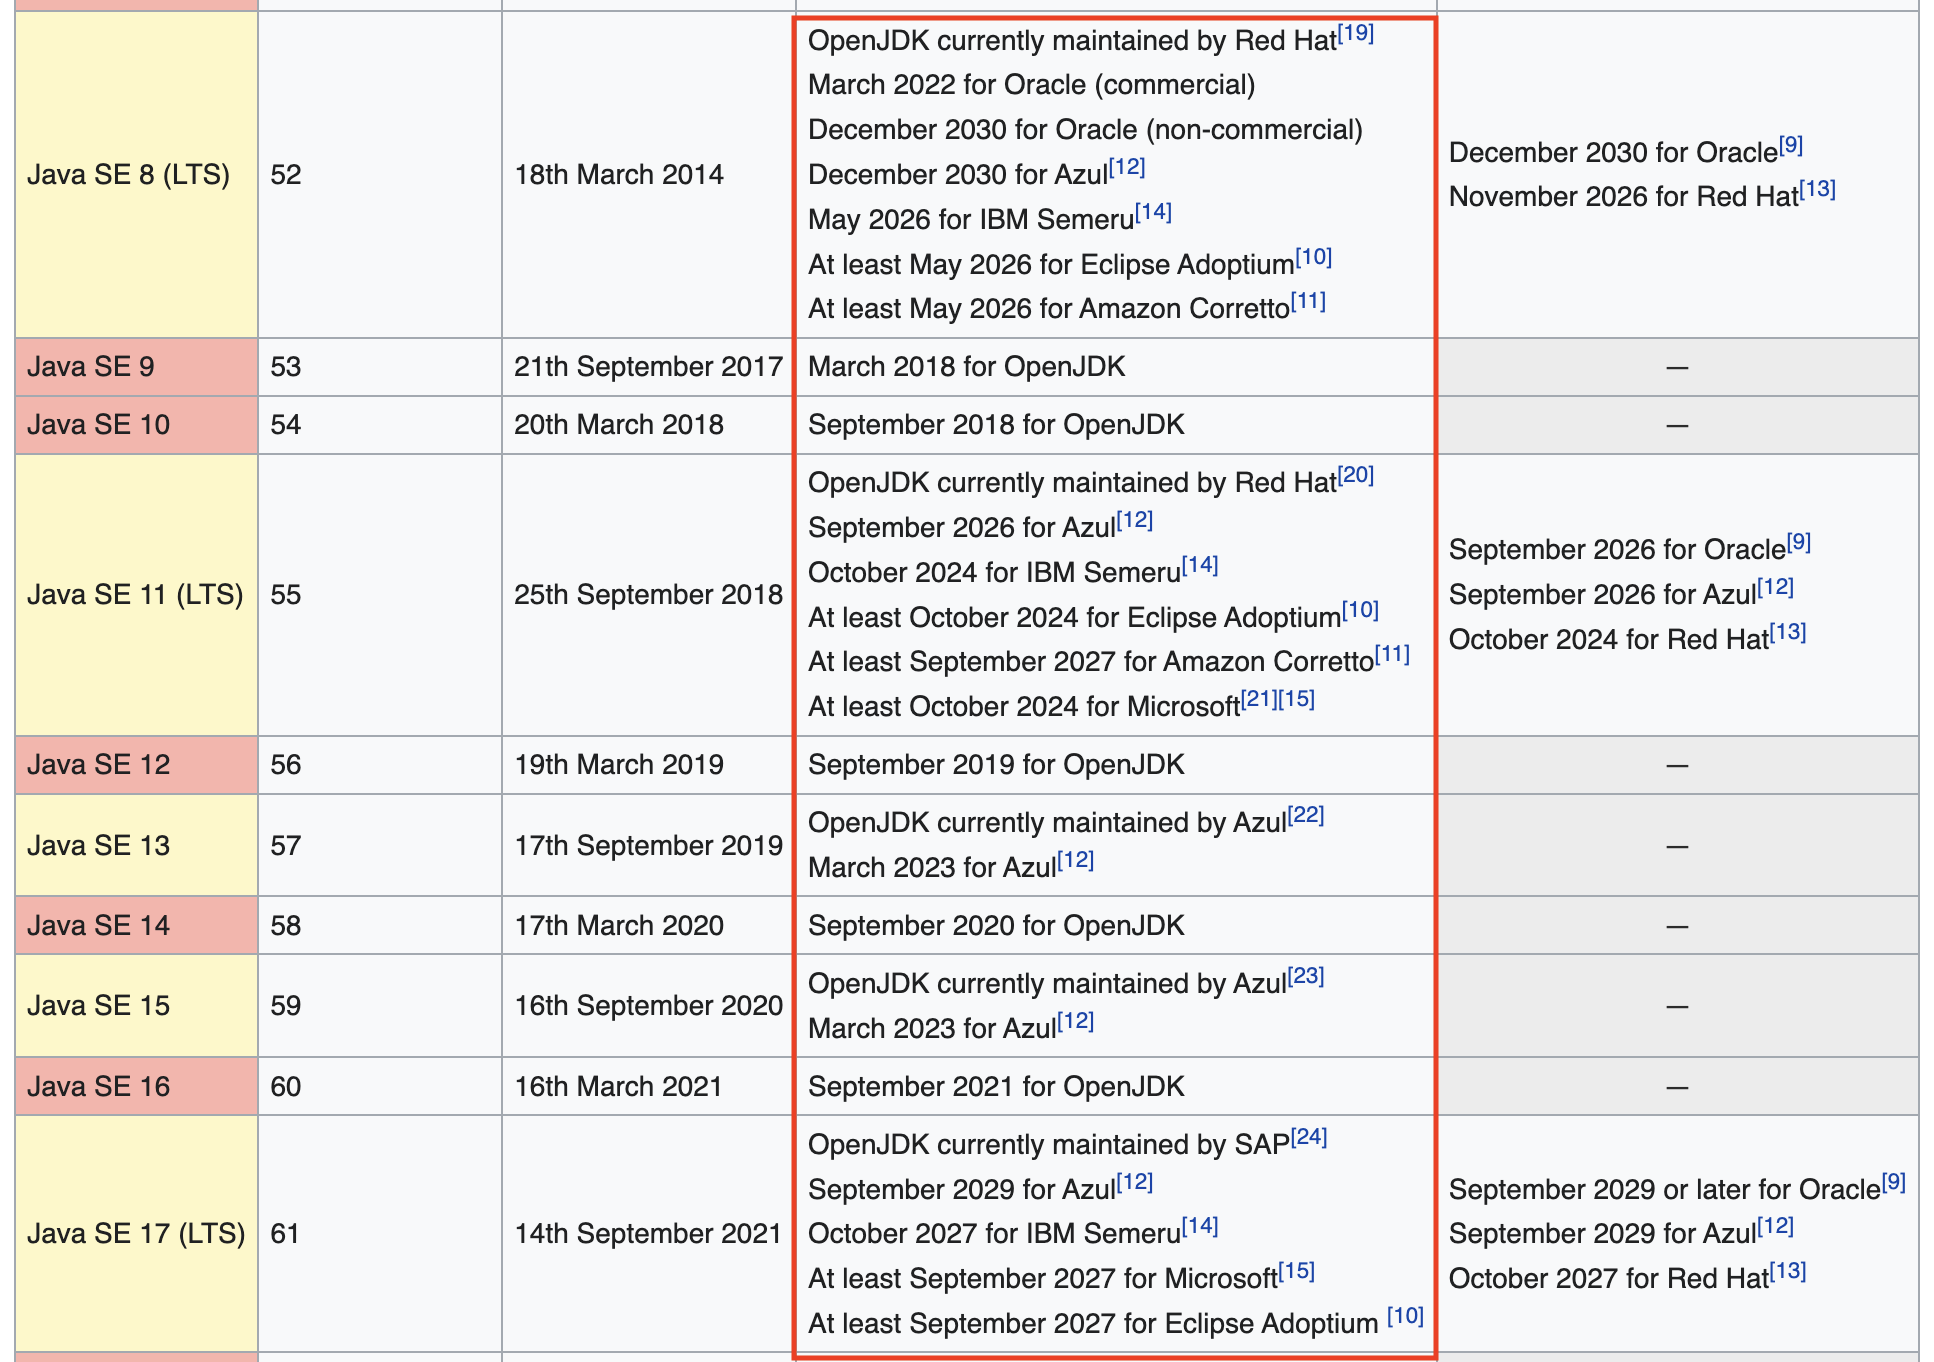 Java SE 8 (LTS)
52
18th March 2014
OpenJDK currently maintained by Red Hat[19]
March 2022 for Oracle (commercial)
December 2030 for Oracle (non-commercial)
December 2030 for Azul[12]
May 2026 for IBM Semeru[14]
At least May 2026 for Eclipse Adoptium[10]
At least May 2026 for Amazon Corretto[11]
December 2030 for Oracle[9]
November 2026 for Red Hat[13]
Java SE 9
53
21th September 2017
March 2018 for OpenJDK
—
Java SE 10
54
20th March 2018
September 2018 for OpenJDK
—
Java SE 11 (LTS)
55
25th September 2018
OpenJDK currently maintained by Red Hat[20]
September 2026 for Azul[12]
October 2024 for IBM Semeru[14]
At least October 2024 for Eclipse Adoptium[10]
At least September 2027 for Amazon Corretto[11]
At least October 2024 for Microsoft[21][15]
September 2026 for Oracle[9]
September 2026 for Azul[12]
October 2024 for Red Hat[13]
Java SE 12
56
19th March 2019
September 2019 for OpenJDK
—
Java SE 13
57
17th September 2019
OpenJDK currently maintained by Azul[22]
March 2023 for Azul[12]
—
Java SE 14
58
17th March 2020
September 2020 for OpenJDK
—
Java SE 15
59
16th September 2020
OpenJDK currently maintained by Azul[23]
March 2023 for Azul[12]
—
Java SE 16
60
16th March 2021
September 2021 for OpenJDK
—
Java SE 17 (LTS)
61
14th September 2021
OpenJDK currently maintained by SAP[24]
September 2029 for Azul[12]
October 2027 for IBM Semeru[14]
At least September 2027 for Microsoft[15]
At least September 2027 for Eclipse Adoptium [10]
September 2029 or later for Oracle[9]
September 2029 for Azul[12]
October 2027 for Red Hat[13]